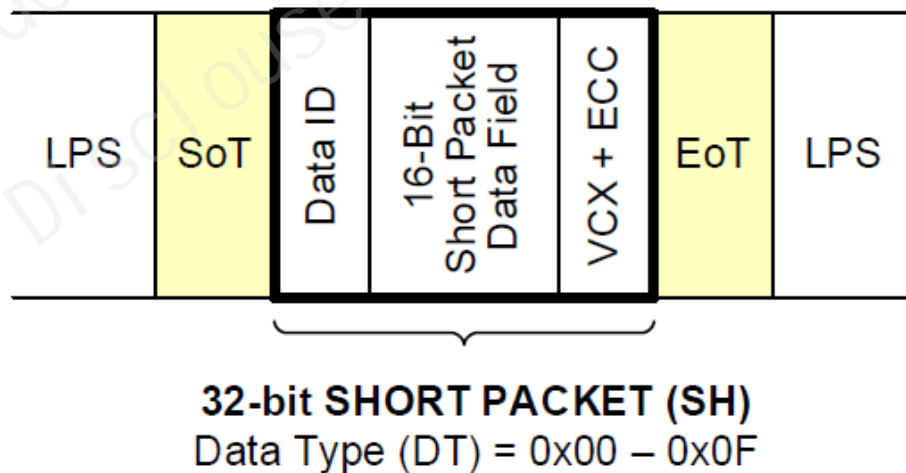 LPS
SoT
Data ID
16-Bit
Short Packet
Data Field
VCX + ECC
EoT
LPS
32-bit SHORT PACKET (SH)
Data Type (DT) = 0x00 – 0x0F